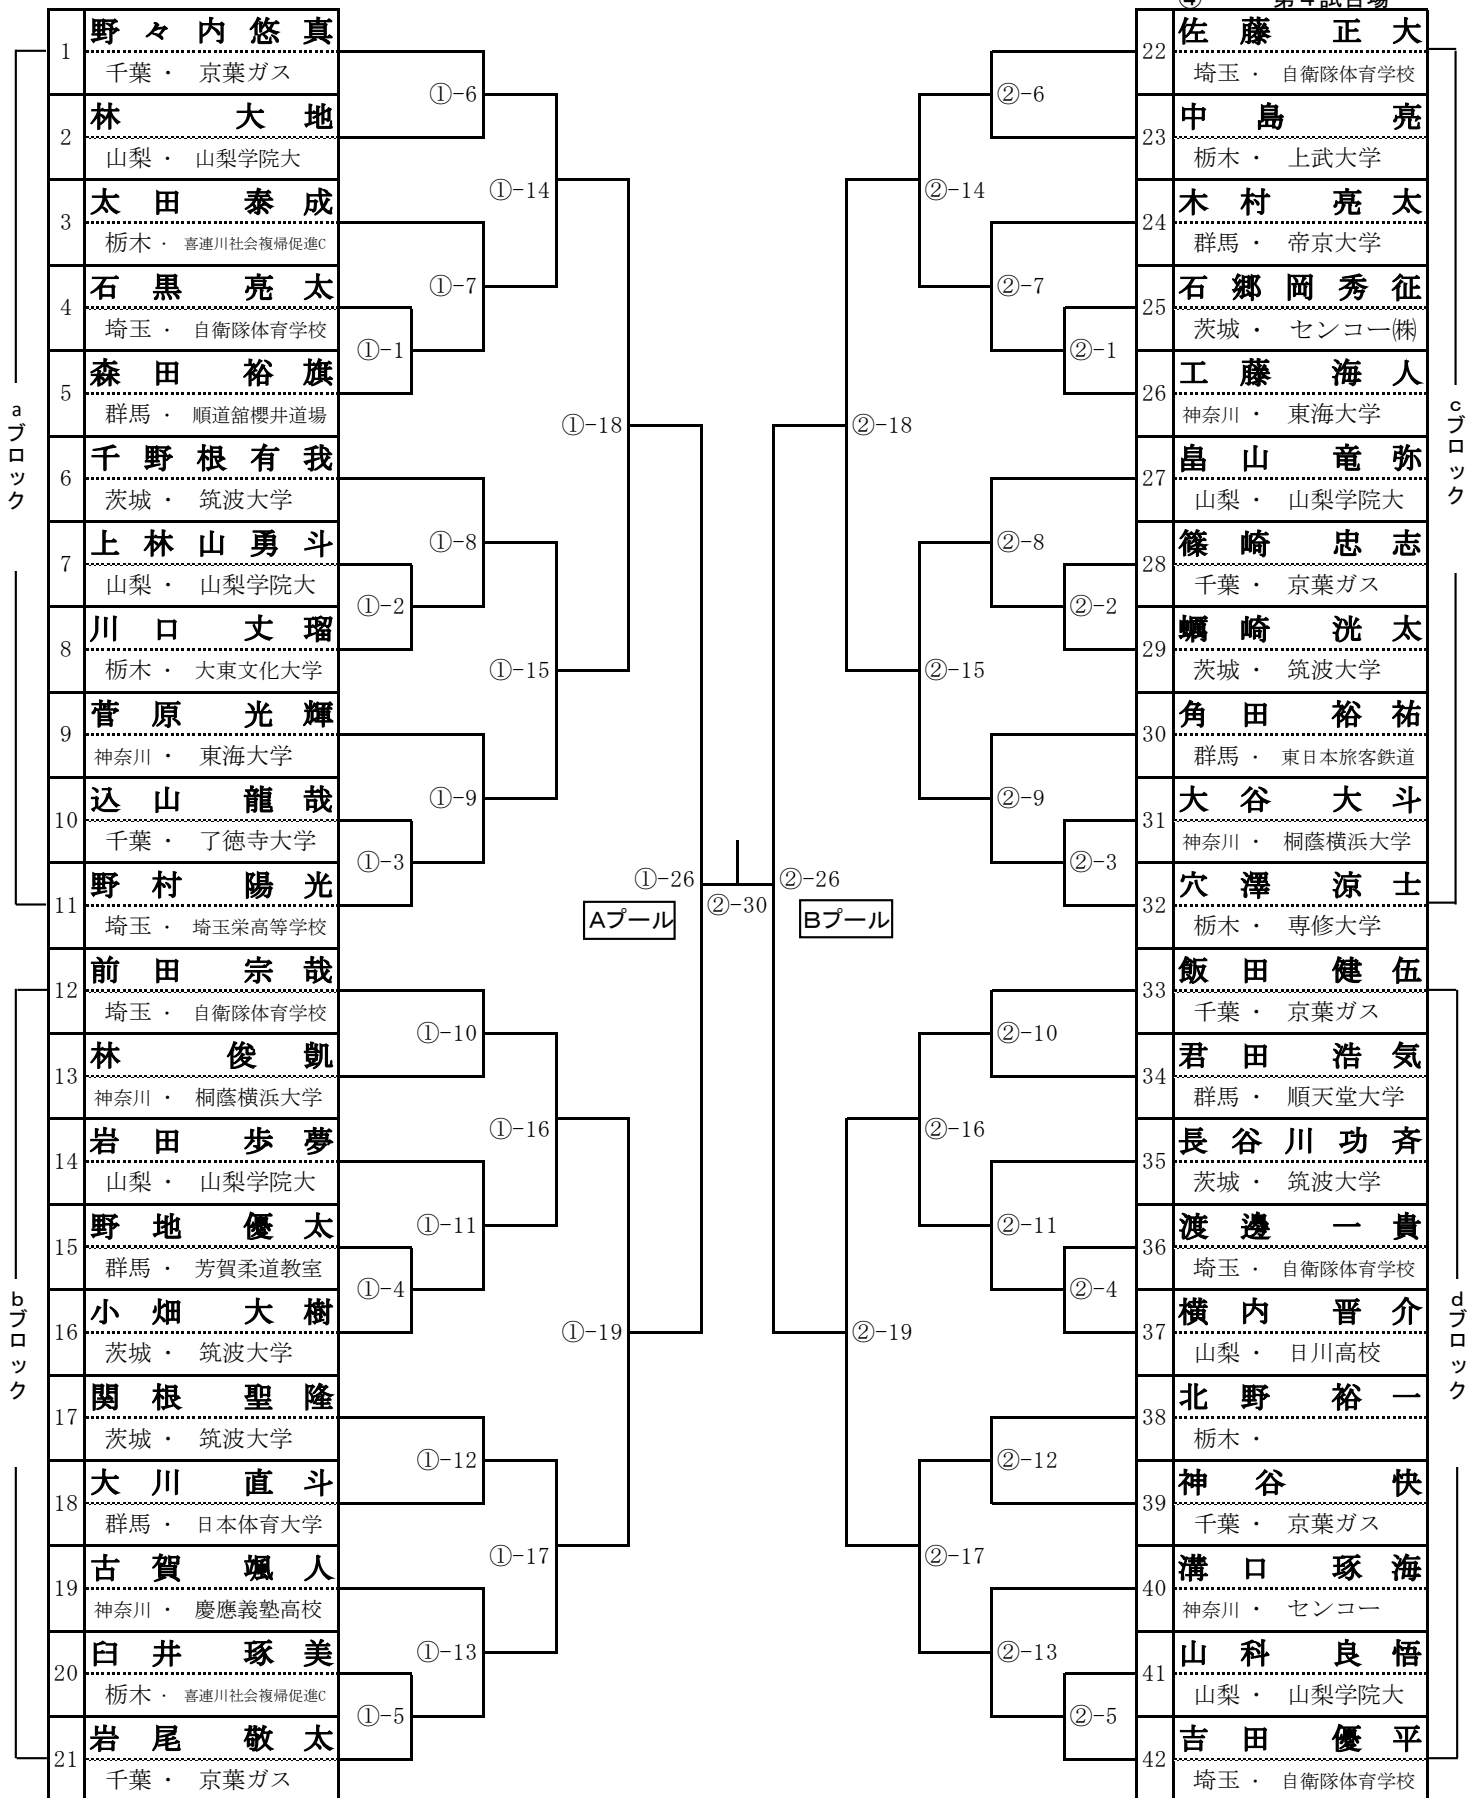 ④ 第4試合場
1 野々内悠真
千葉・ 京葉ガス
2 林 大地
山梨・ 山梨学院大
3 太田 泰成
栃木・ 喜連川社会複帰促進C
4 石黒 亮太
埼玉・ 自衛隊体育学校
5 森田 裕旗
群馬・ 順道舘櫻井道場
6 千野根有我
茨城・ 筑波大学
7 上林山勇斗
山梨・ 山梨学院大
8 川口 丈瑠
栃木・ 大東文化大学
9 菅原 光輝
神奈川・ 東海大学
10 込山 龍哉
千葉・ 了徳寺大学
11 野村 陽光
埼玉・ 埼玉栄高等学校
12 前田 宗哉
埼玉・ 自衛隊体育学校
13 林 俊凱
神奈川・ 桐蔭横浜大学
14 岩田 歩夢
山梨・ 山梨学院大
15 野地 優太
群馬・ 芳賀柔道教室
16 小畑 大樹
茨城・ 筑波大学
17 関根 聖隆
茨城・ 筑波大学
18 大川 直斗
群馬・ 日本体育大学
19 古賀 颯人
神奈川・ 慶應義塾高校
20 臼井 琢美
栃木・ 喜連川社会複帰促進C
21 岩尾 敬太
千葉・ 京葉ガス
aブロック
bブロック
①-6
①-14
①-7
①-1
①-18
①-8
①-2
①-15
①-9
①-3
①-26
Aプール
①-10
①-16
①-11
①-4
①-19
①-12
①-17
①-13
①-5
②-30
②-6
②-14
②-7
②-1
②-18
②-8
②-2
②-15
②-9
②-3
②-26
Bプール
②-10
②-16
②-11
②-4
②-19
②-12
②-17
②-13
②-5
22 佐藤 正大
埼玉・ 自衛隊体育学校
23 中島 亮
栃木・ 上武大学
24 木村 亮太
群馬・ 帝京大学
25 石郷岡秀征
茨城・ センコー㈱
26 工藤 海人
神奈川・ 東海大学
27 畠山 竜弥
山梨・ 山梨学院大
28 篠崎 忠志
千葉・ 京葉ガス
29 蠣崎 洸太
茨城・ 筑波大学
30 角田 裕祐
群馬・ 東日本旅客鉄道
31 大谷 大斗
神奈川・ 桐蔭横浜大学
32 穴澤 涼士
栃木・ 専修大学
33 飯田 健伍
千葉・ 京葉ガス
34 君田 浩気
群馬・ 順天堂大学
35 長谷川功斉
茨城・ 筑波大学
36 渡邊 一貴
埼玉・ 自衛隊体育学校
37 横内 晋介
山梨・ 日川高校
38 北野 裕一
栃木・
39 神谷 快
千葉・ 京葉ガス
40 溝口 琢海
神奈川・ センコー
41 山科 良悟
山梨・ 山梨学院大
42 吉田 優平
埼玉・ 自衛隊体育学校
cブロック
dブロック